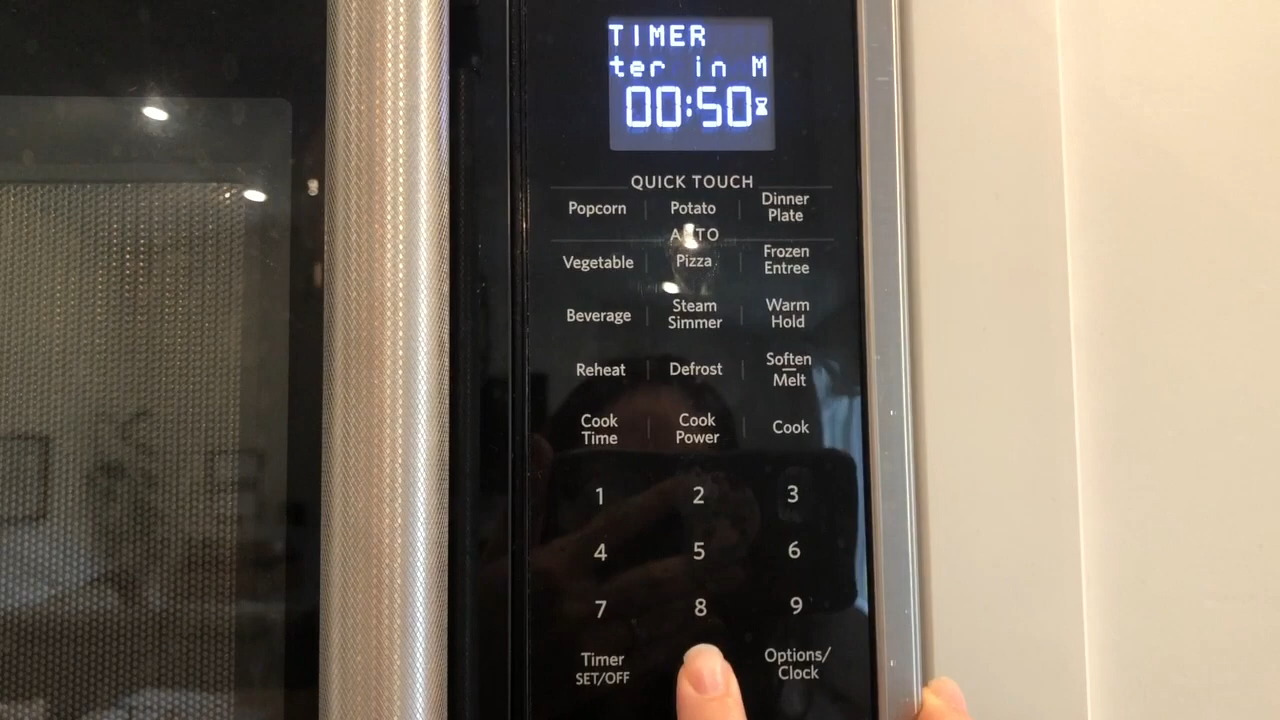 TIMER
ter in M
00:50
QUICK TOUCH
Popcorn Potato Dinner Plate
AUTO
Vegetable Pizza Frozen Entree
Beverage Steam Simmer Warm Hold
Reheat Defrost Soften Melt
Cook Time Cook Power Cook
1 2 3
4 5 6
7 8 9
Timer SET/OFF Options/ Clock